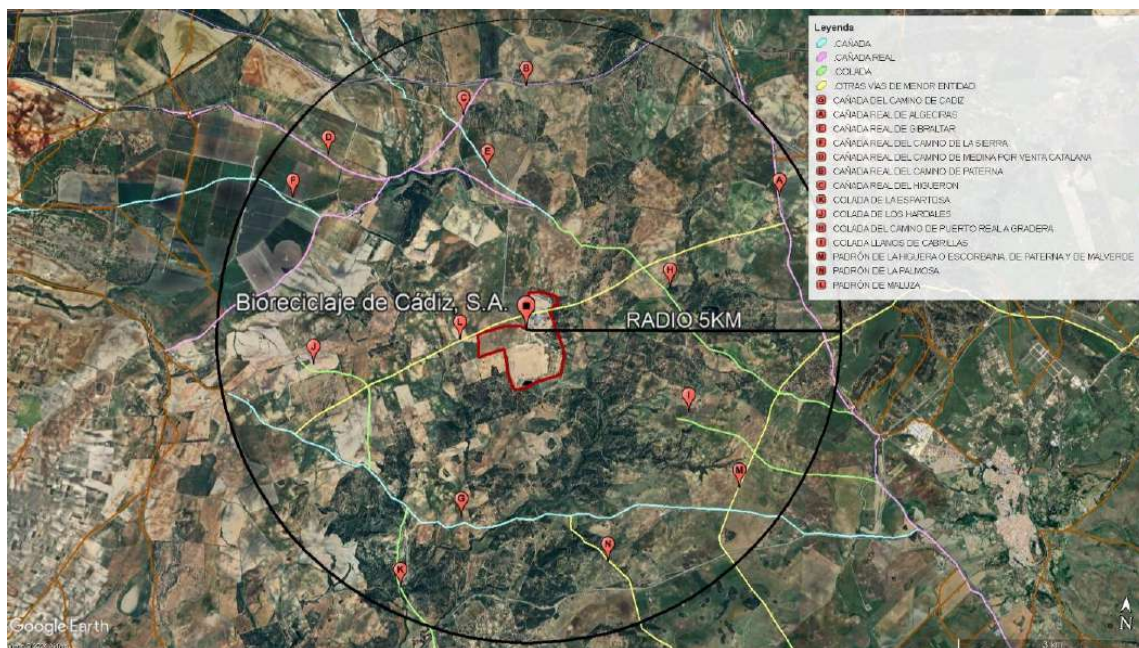 Leyenda
.CAÑADA
.CAÑADA REAL
.COLADA
.OTRAS VÍAS DE MENOR ENTIDAD
G CAÑADA DEL CAMINO DE CADIZ
A CAÑADA REAL DE ALGECIRAS
E CAÑADA REAL DE GIBRALTAR
F CAÑADA REAL DEL CAMINO DE LA SIERRA
D CAÑADA REAL DEL CAMINO DE MEDINA POR VENTA CATALANA
B CAÑADA REAL DEL CAMINO DE PATERNA
C CAÑADA REAL DEL HIGUERON
K COLADA DE LA ESPARTOSA
J COLADA DE LOS HARDALES
H COLADA DEL CAMINO DE PUERTO REAL A GRADERA
I COLADA LLANOS DE CABRILLAS
M PADRÓN DE LA HIGUERA O ESCORBAINA, DE PATERNA Y DE MALVERDE
N PADRÓN DE LA PALMOSA
L PADRÓN DE MALUZA
B
C
D
E
F
A
H
Bioreciclaje de Cádiz, S.A.
RADIO 5KM
L
J
I
M
G
N
K
Google Earth
N
3 km